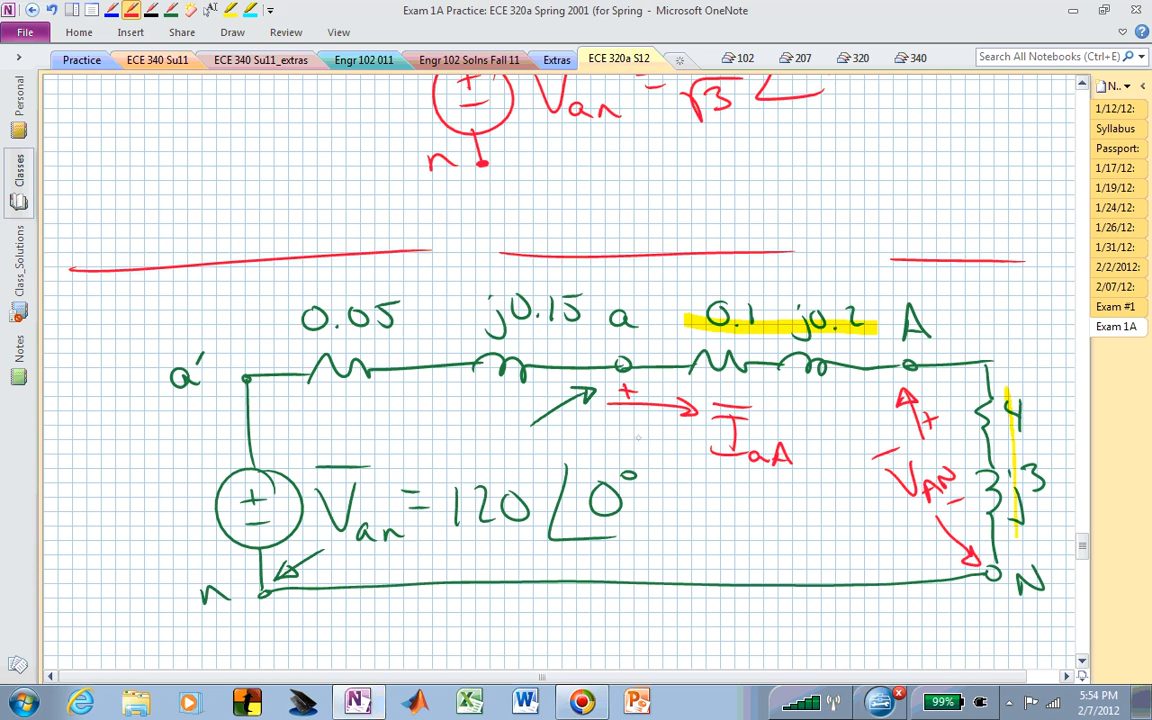 Exam 1A Practice: ECE 320a Spring 2001 (for Spring - Microsoft OneNote
File Home Insert Share Draw Review View
Practice ECE 340 Su11 ECE 340 Su11_extras Engr 102 011 Engr 102 Solns Fall 11 Extras ECE 320a S12 102 207 320 340 Search All Notebooks (Ctrl+E)
Personal
Classes
Class_Solutions
Notes
N..
1/12/12:
Syllabus
Passport:
1/17/12:
1/19/12:
1/24/12:
1/26/12:
1/31/12:
2/2/2012:
2/07/12:
Exam #1
Exam 1A
+
−
Van = √3 ∠
n
0.05 j0.15 a 0.1 j0.2 A
a'
+
I̅aA
4
j3
+
V̅AN
−
+
−
V̅an = 120 ∠0°
n
N
99%
5:54 PM
2/7/2012